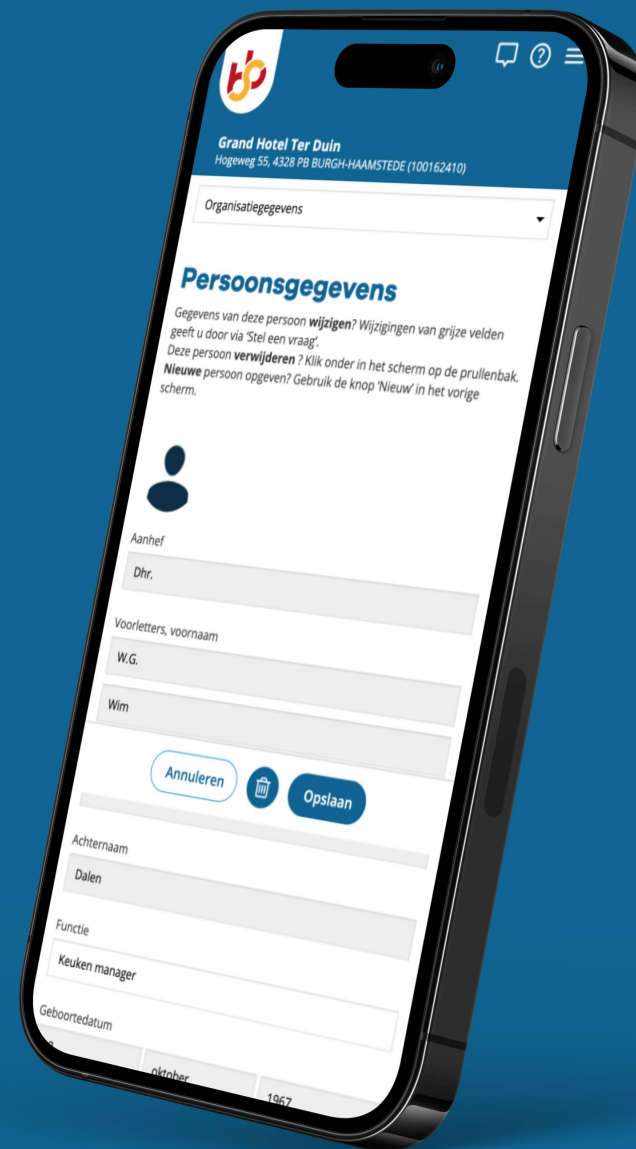 Grand Hotel Ter Duin
Hogeweg 55, 4328 PB BURGH-HAAMSTEDE (100162410)
Organisatiegegevens
Persoonsgegevens
Gegevens van deze persoon wijzigen? Wijzigingen van grijze velden
geeft u door via 'Stel een vraag'.
Deze persoon verwijderen ? Klik onder in het scherm op de prullenbak.
Nieuwe persoon opgeven? Gebruik de knop 'Nieuw' in het vorige
scherm.
Aanhef
Dhr.
Voorletters, voornaam
W.G.
Wim
Annuleren Opslaan
Achternaam
Dalen
Functie
Keuken manager
Geboortedatum
oktober 1967